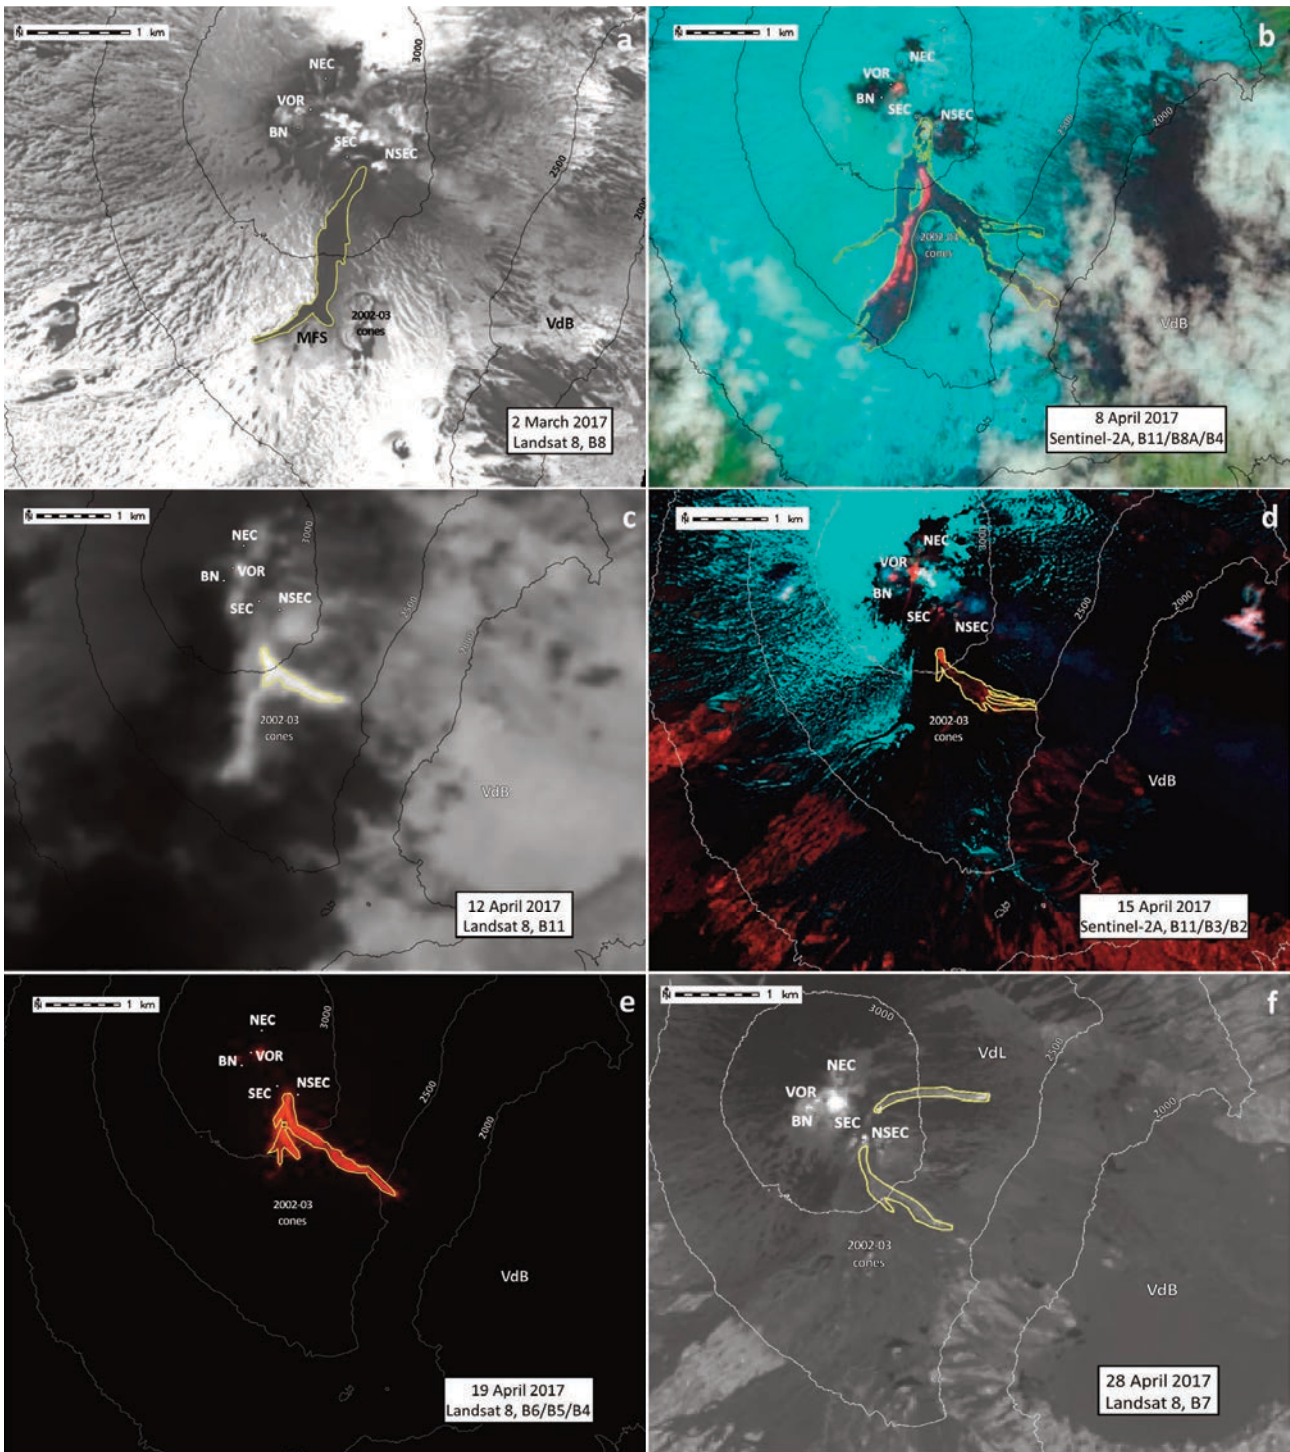 1 km
a
3000
NEC
VOR
BN
SEC
NSEC
2500
2000
2002-03
cones
MFS
VdB
2 March 2017
Landsat 8, B8
1 km
b
NEC
VOR
BN
SEC
NSEC
2500
2000
2002-03
cones
VdB
8 April 2017
Sentinel-2A, B11/B8A/B4
1 km
c
3000
NEC
BN
VOR
SEC
NSEC
2500
2000
2002-03
cones
VdB
12 April 2017
Landsat 8, B11
1 km
d
3000
NEC
VOR
BN
SEC
NSEC
2500
2000
2002-03
cones
VdB
15 April 2017
Sentinel-2A, B11/B3/B2
1 km
e
3000
NEC
BN
VOR
SEC
NSEC
2500
2000
2002-03
cones
VdB
19 April 2017
Landsat 8, B6/B5/B4
1 km
f
3000
VdL
2500
NEC
VOR
BN
SEC
NSEC
2000
2002-03
cones
VdB
28 April 2017
Landsat 8, B7